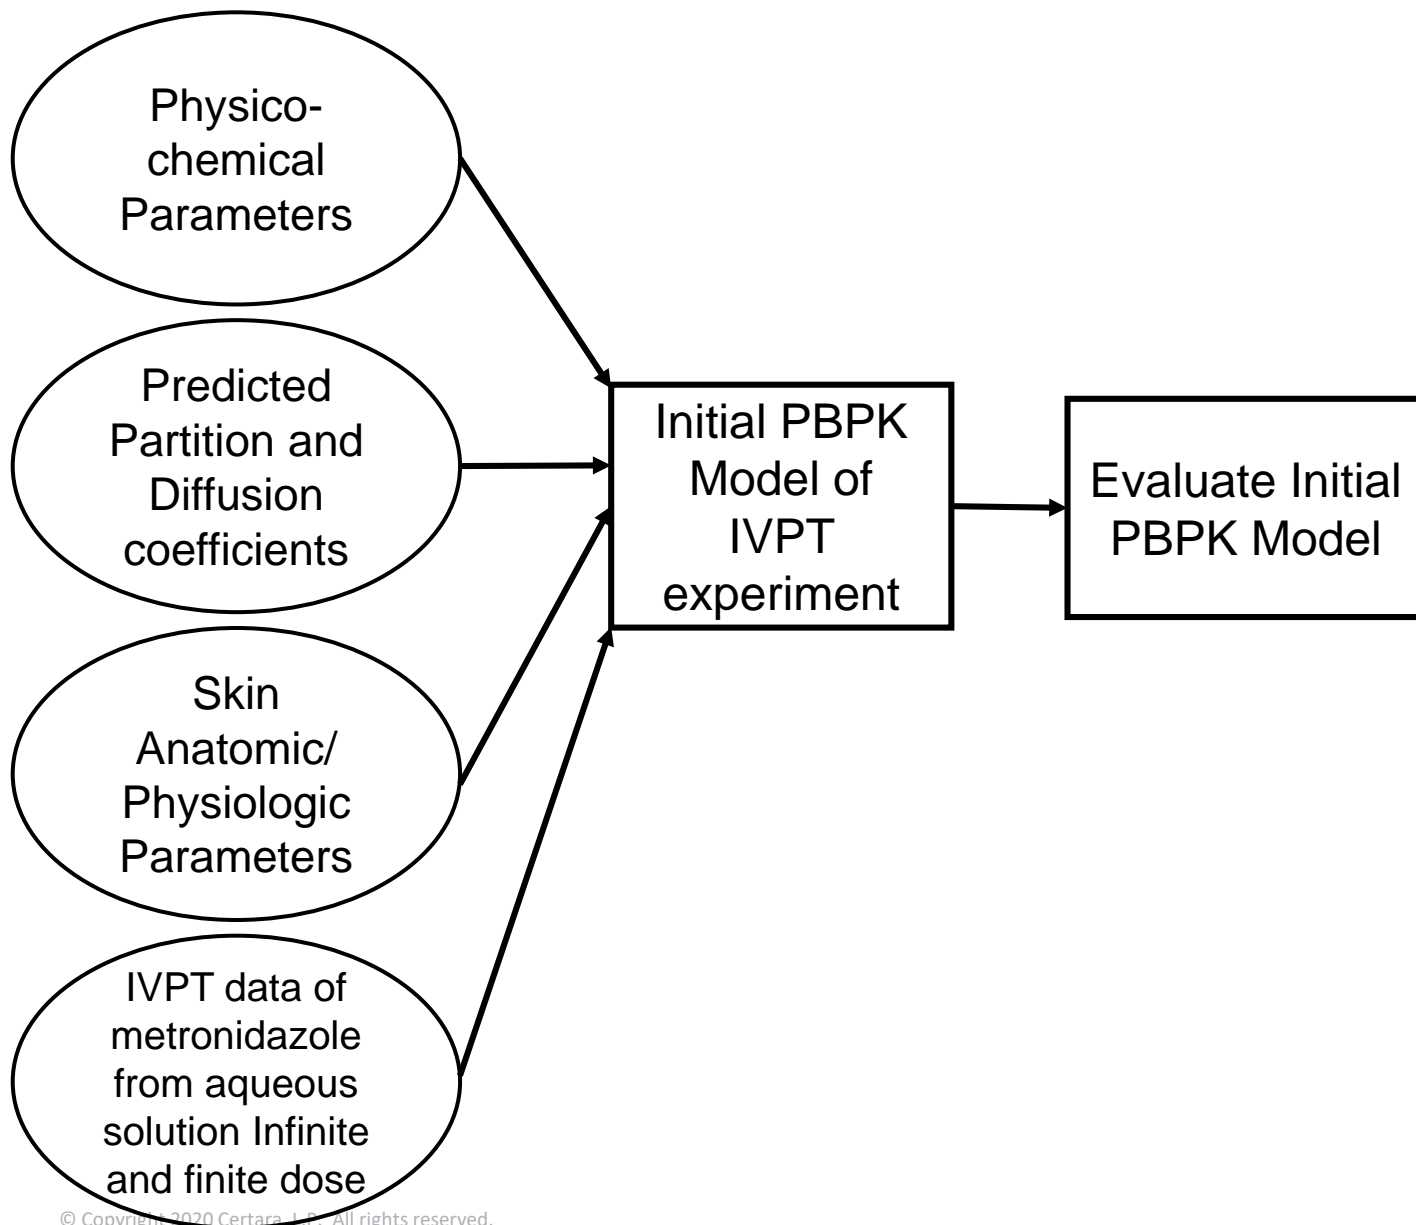 Physico-
chemical
Parameters
Predicted
Partition and
Diffusion
coefficients
Skin
Anatomic/
Physiologic
Parameters
IVPT data of
metronidazole
from aqueous
solution Infinite
and finite dose
Initial PBPK
Model of
IVPT
experiment
Evaluate Initial
PBPK Model
© Copyright 2020 Certara, L.P. All rights reserved.